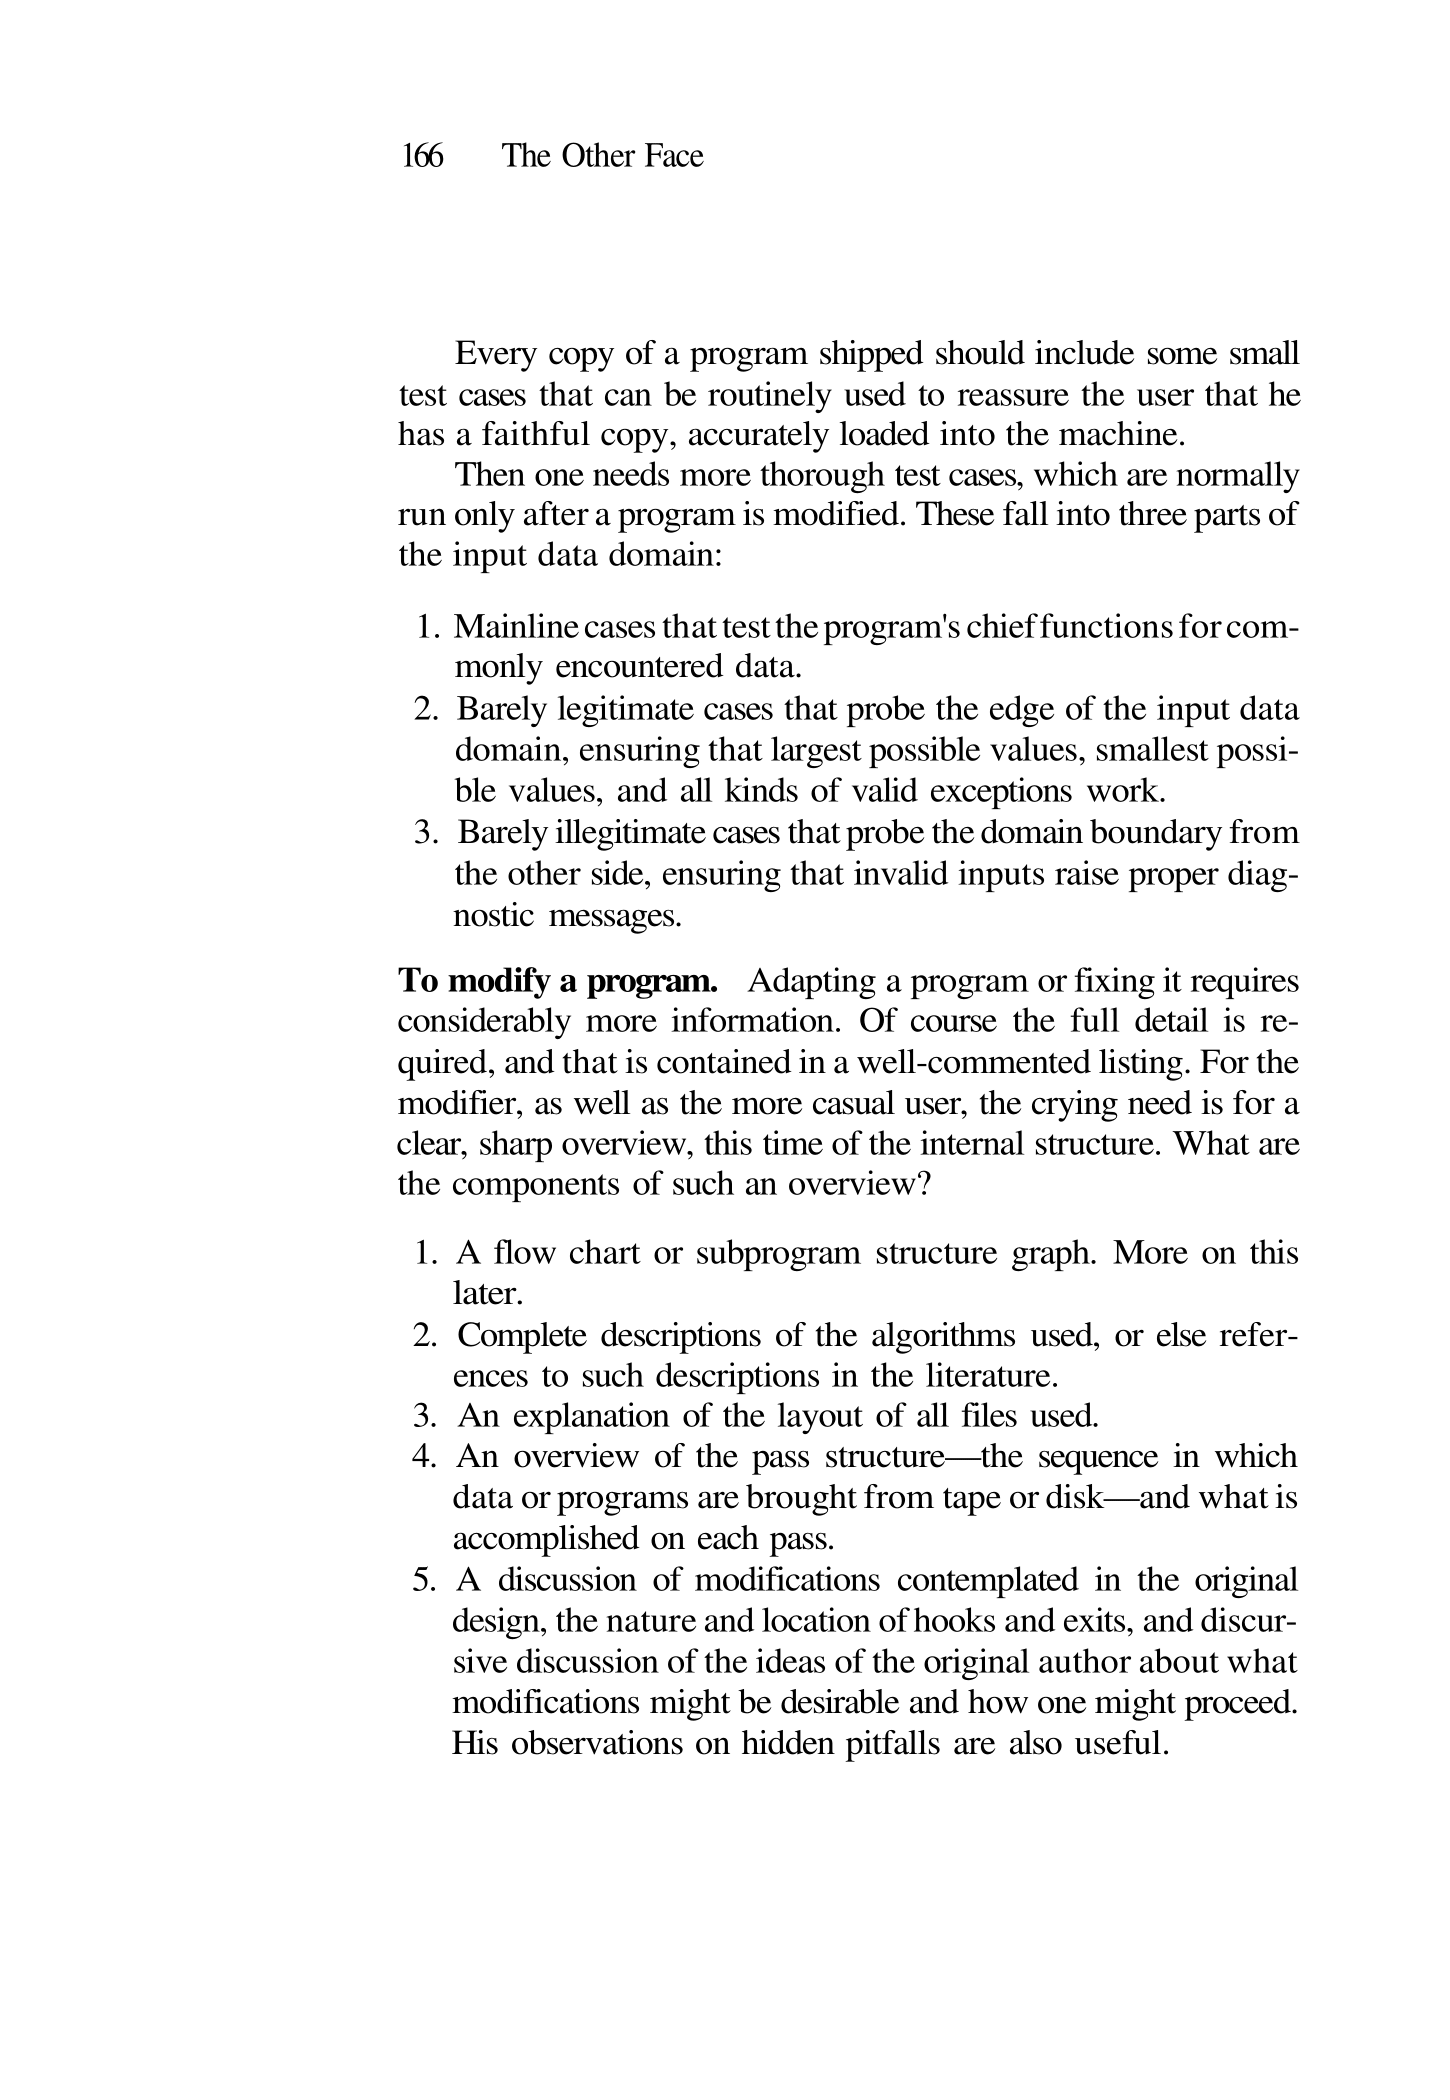 166 The Other Face
Every copy of a program shipped should include some small
test cases that can be routinely used to reassure the user that he
has a faithful copy, accurately loaded into the machine.
Then one needs more thorough test cases, which are normally
run only after a program is modified. These fall into three parts of
the input data domain:
1. Mainline cases that test the program's chief functions for com-
monly encountered data.
2. Barely legitimate cases that probe the edge of the input data
domain, ensuring that largest possible values, smallest possi-
ble values, and all kinds of valid exceptions work.
3. Barely illegitimate cases that probe the domain boundary from
the other side, ensuring that invalid inputs raise proper diag-
nostic messages.
To modify a program. Adapting a program or fixing it requires
considerably more information. Of course the full detail is re-
quired, and that is contained in a well-commented listing. For the
modifier, as well as the more casual user, the crying need is for a
clear, sharp overview, this time of the internal structure. What are
the components of such an overview?
1. A flow chart or subprogram structure graph. More on this
later.
2. Complete descriptions of the algorithms used, or else refer-
ences to such descriptions in the literature.
3. An explanation of the layout of all files used.
4. An overview of the pass structure—the sequence in which
data or programs are brought from tape or disk—and what is
accomplished on each pass.
5. A discussion of modifications contemplated in the original
design, the nature and location of hooks and exits, and discur-
sive discussion of the ideas of the original author about what
modifications might be desirable and how one might proceed.
His observations on hidden pitfalls are also useful.